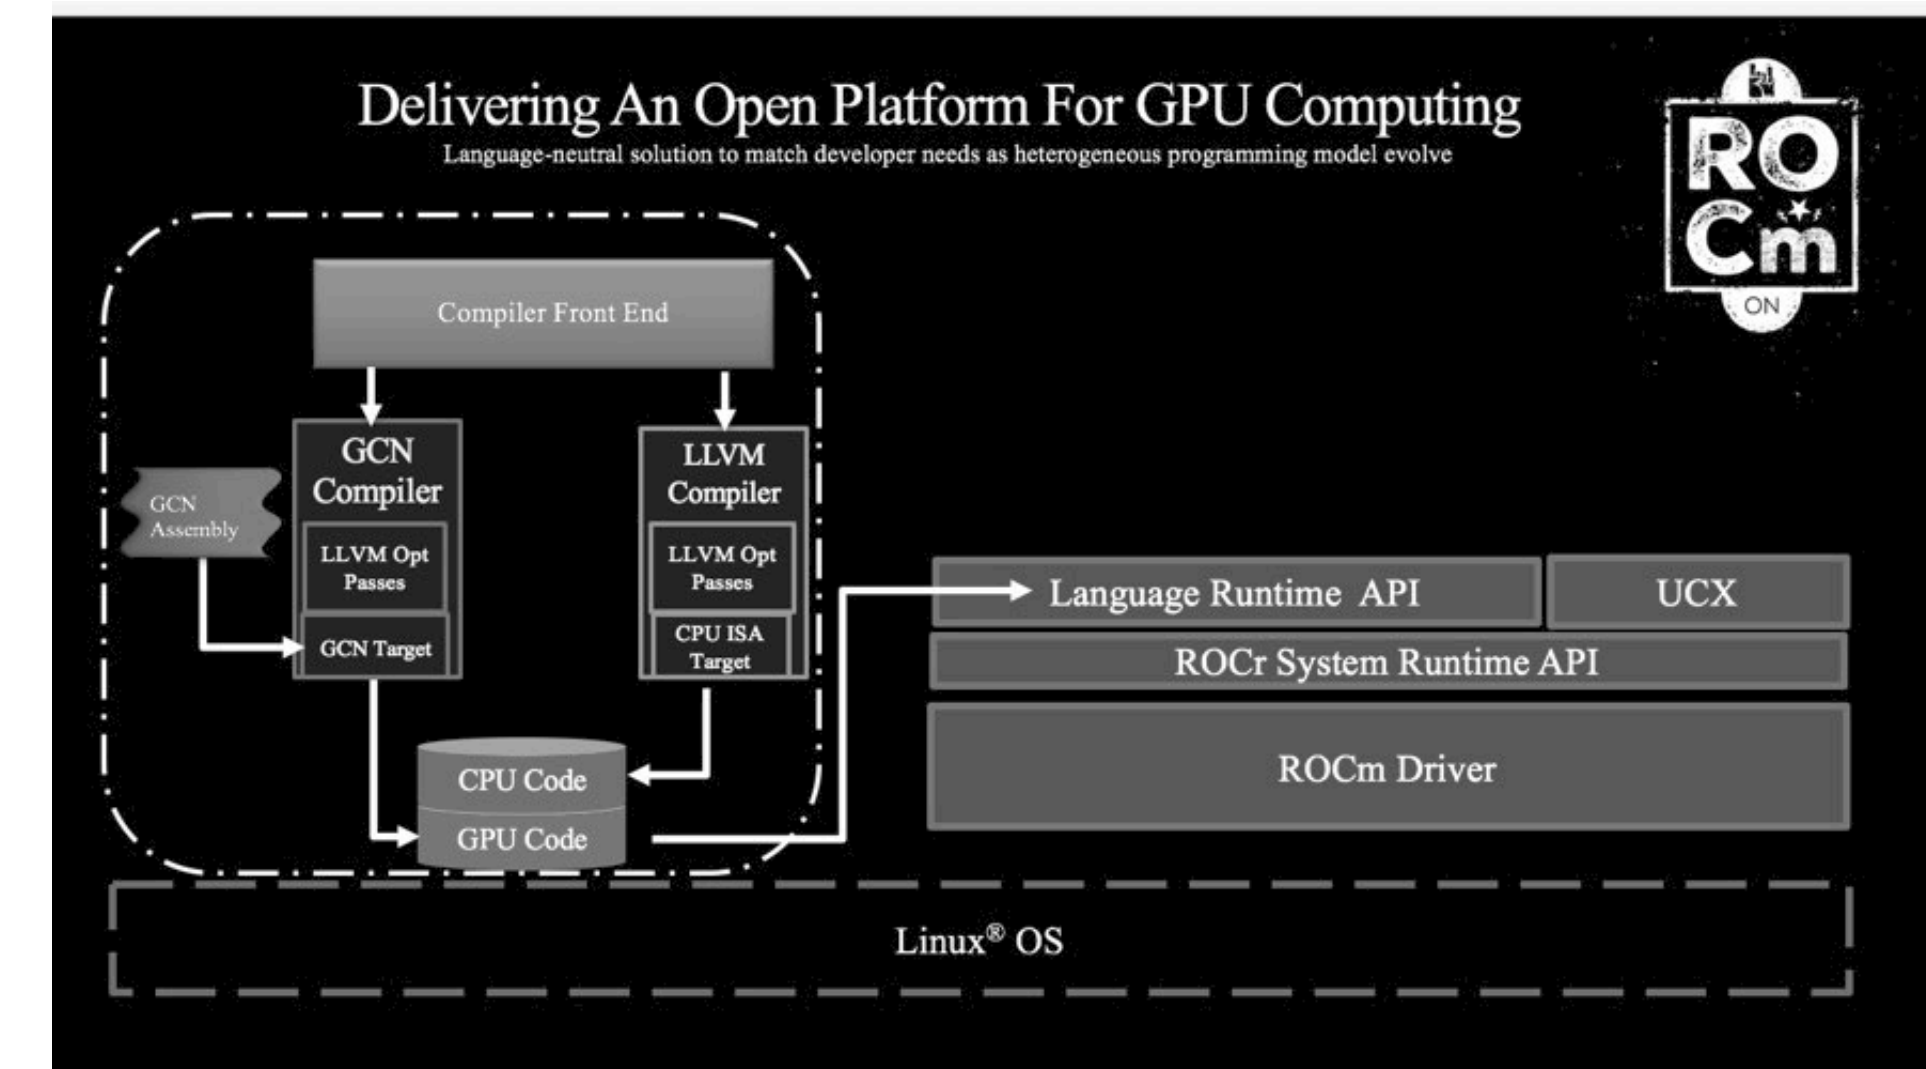 Delivering An Open Platform For GPU Computing
Language-neutral solution to match developer needs as heterogeneous programming model evolve
RO
Cm
ON
Compiler Front End
GCN
Compiler
LLVM Opt
Passes
GCN Target
GCN
Assembly
LLVM
Compiler
LLVM Opt
Passes
CPU ISA
Target
CPU Code
GPU Code
Language Runtime API
UCX
ROCr System Runtime API
ROCm Driver
Linux® OS